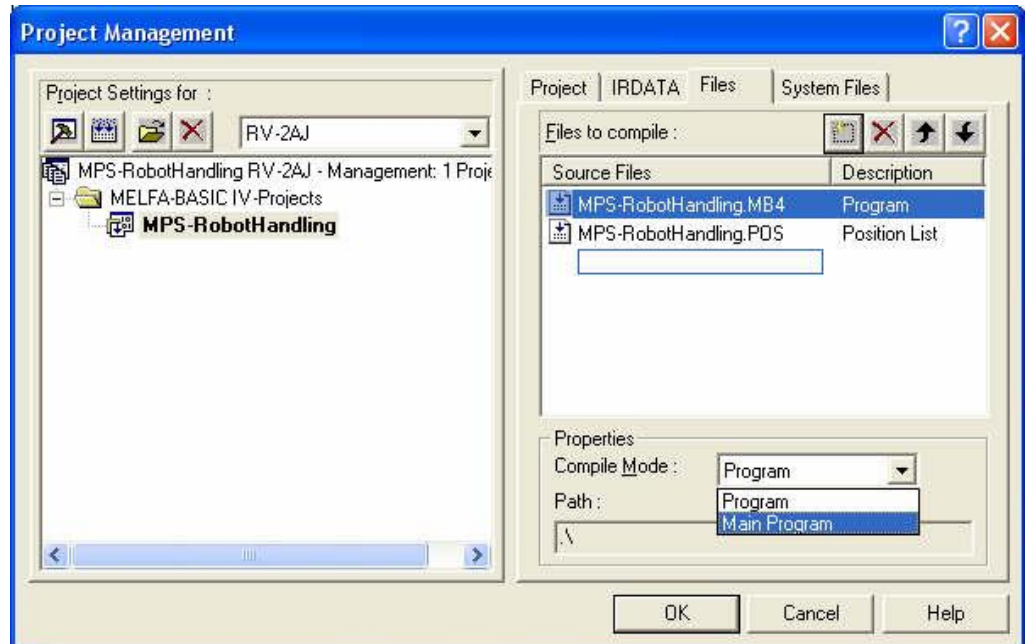 Project Management
Project Settings for :
RV-2AJ
MPS-RobotHandling RV-2AJ - Management: 1 Proje
MELFA-BASIC IV-Projects
MPS-RobotHandling
Project
IRDATA
Files
System Files
Files to compile :
Source Files
Description
MPS-RobotHandling.MB4
Program
MPS-RobotHandling.POS
Position List
Properties
Compile Mode :
Program
Program
Main Program
Path :
.\
OK
Cancel
Help